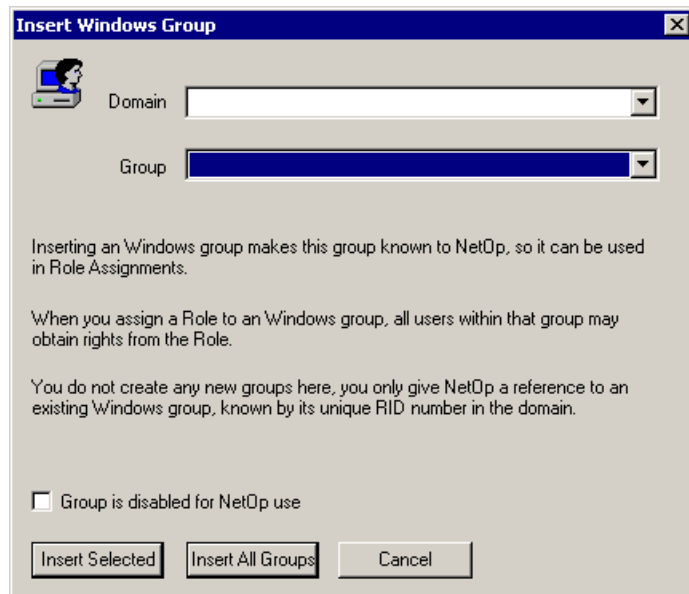 Insert Windows Group
Domain
Group
Inserting an Windows group makes this group known to NetOp, so it can be used
in Role Assignments.
When you assign a Role to an Windows group, all users within that group may
obtain rights from the Role.
You do not create any new groups here, you only give NetOp a reference to an
existing Windows group, known by its unique RID number in the domain.
Group is disabled for NetOp use
Insert Selected
Insert All Groups
Cancel